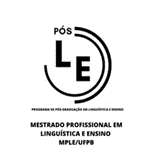 PÓS
L
E
PROGRAMA DE PÓS-GRADUAÇÃO EM LINGUÍSTICA E ENSINO
MESTRADO PROFISSIONAL EM
LINGUÍSTICA E ENSINO
MPLE/UFPB